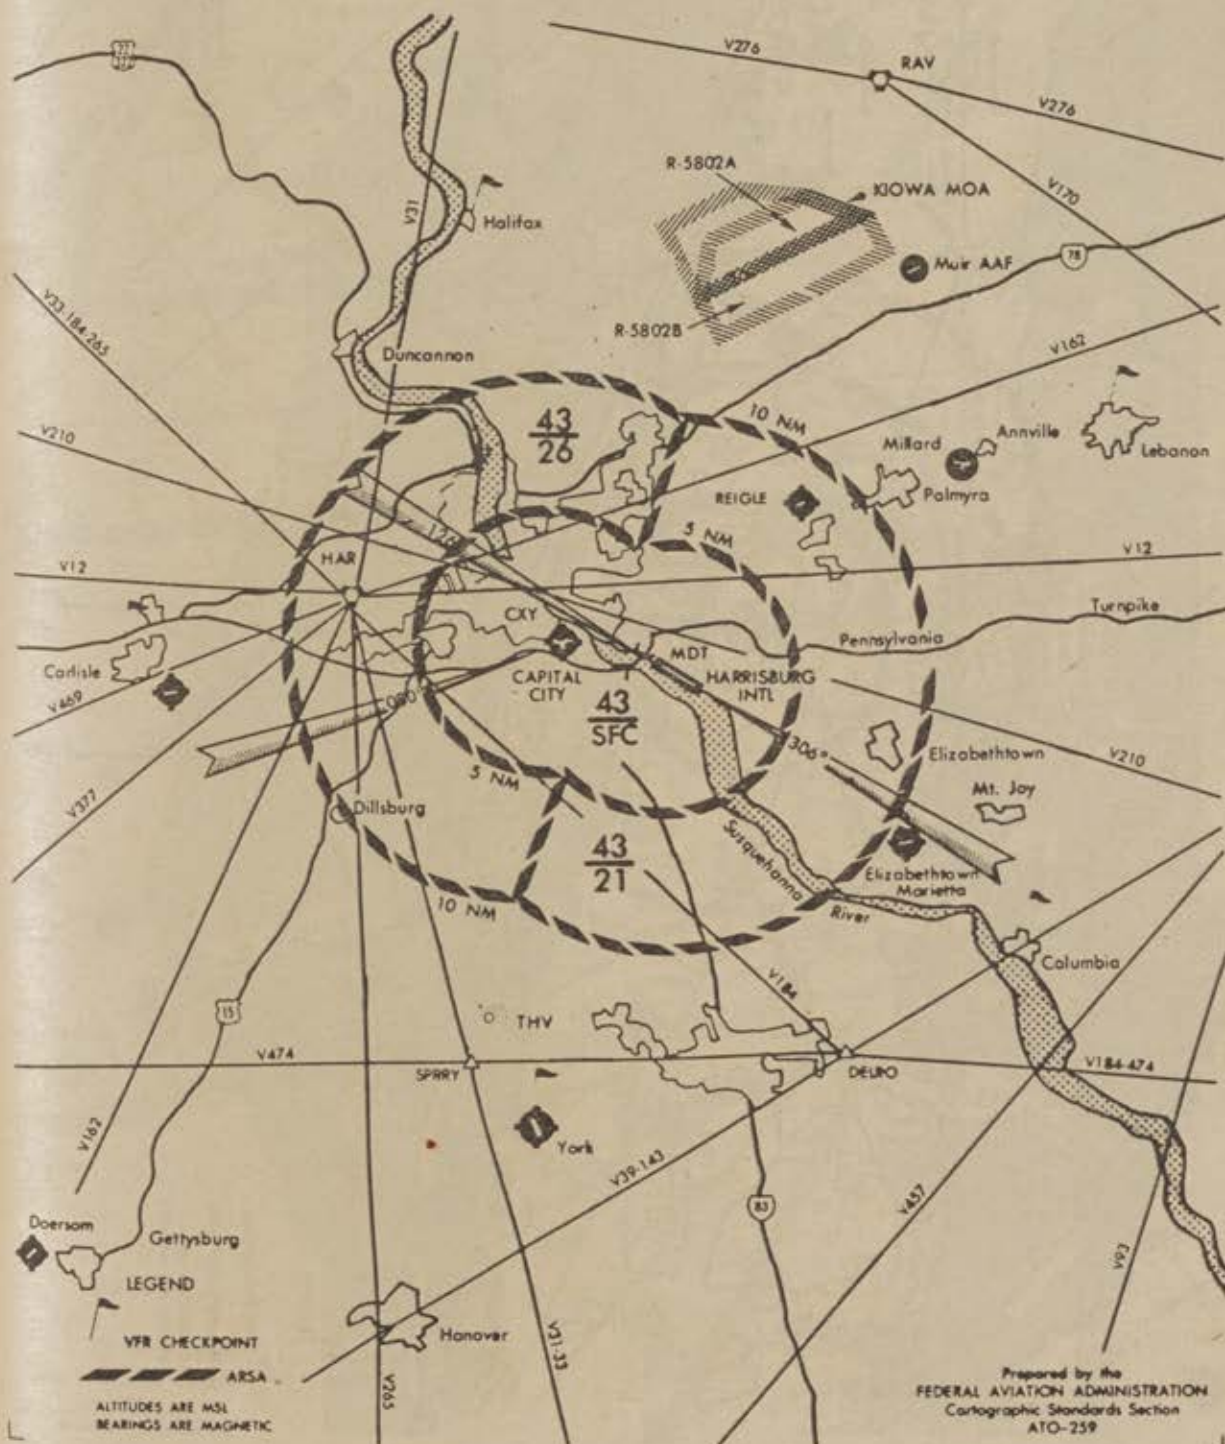 V276
RAV
V276
R-5802A
KIOWA MOA
V170
V31
Halifax
Muir AAF
78
R-5802B
V33-184-265
Duncannon
V162
43
26
10 NM
Millard
Annville
Lebanon
V210
REIGLE
Palmyra
126°
5 NM
HAR
V12
V12
CXY
Turnpike
Pennsylvania
MDT
Carlisle
CAPITAL
CITY
HARRISBURG
INTL
V469
43
SFC
306°
Elizabethtown
V210
5 NM
Mt. Joy
V377
Dillsburg
Susquehanna
River
43
21
Elizabethtown
Marietta
10 NM
Columbia
V184
15
THV
V474
SPRRY
DELRO
V184-474
V162
York
V39-143
83
V457
V93
Doersom
Gettysburg
LEGEND
VFR CHECKPOINT
ARSA
Hanover
V31-33
V265
ALTITUDES ARE MSL
BEARINGS ARE MAGNETIC
Prepared by the
FEDERAL AVIATION ADMINISTRATION
Cartographic Standards Section
ATO-259